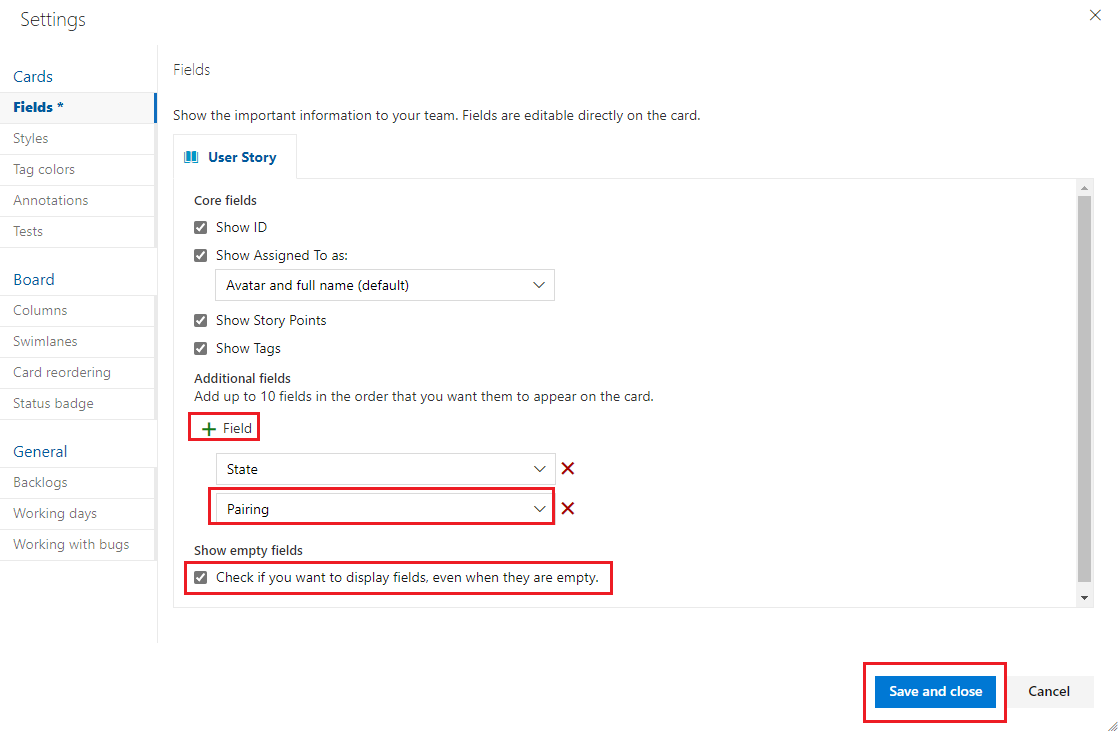 Settings
Cards
Fields *
Styles
Tag colors
Annotations
Tests
Board
Columns
Swimlanes
Card reordering
Status badge
General
Backlogs
Working days
Working with bugs
Fields
Show the important information to your team. Fields are editable directly on the card.
User Story
Core fields
Show ID
Show Assigned To as:
Avatar and full name (default)
Show Story Points
Show Tags
Additional fields
Add up to 10 fields in the order that you want them to appear on the card.
Field
State
Pairing
Show empty fields
Check if you want to display fields, even when they are empty.
Save and close
Cancel